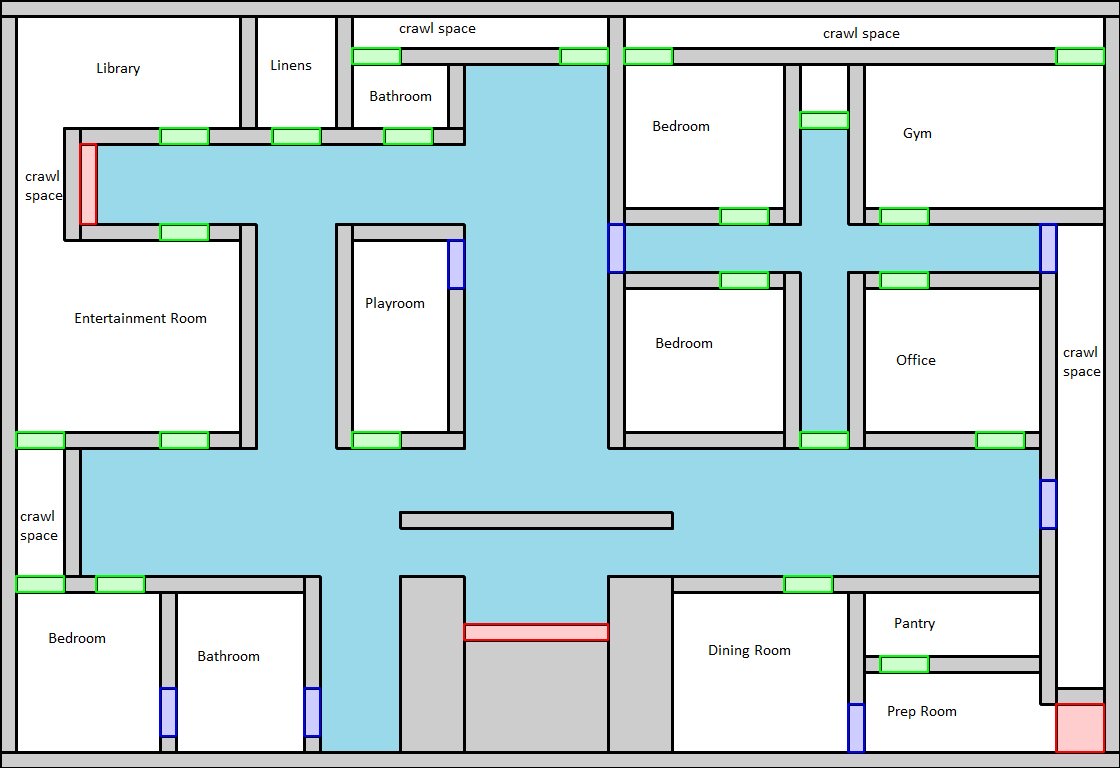 crawl space
crawl space
Library
Linens
Bathroom
Bedroom
Gym
crawl
space
Entertainment Room
Playroom
Bedroom
Office
crawl
space
crawl
space
Bedroom
Bathroom
Dining Room
Pantry
Prep Room